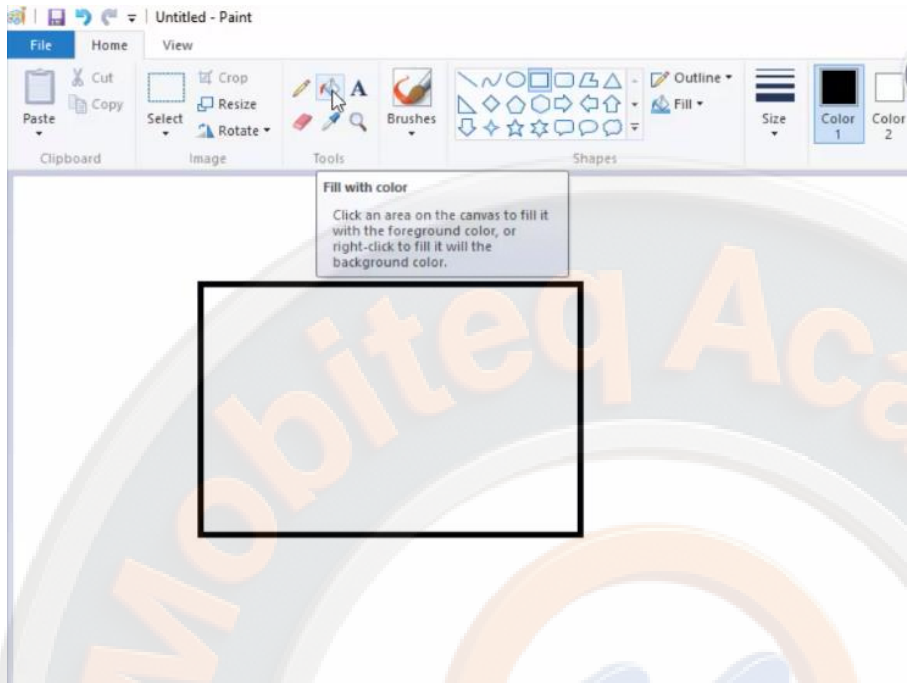 Untitled - Paint
File Home View
Paste
Cut
Copy
Clipboard
Select
Crop
Resize
Rotate
Image
A
Tools
Brushes
Outline
Fill
Shapes
Size
Color
1
Color
2
Fill with color
Click an area on the canvas to fill it
with the foreground color, or
right-click to fill it will the
background color.
Mobiteq Aca